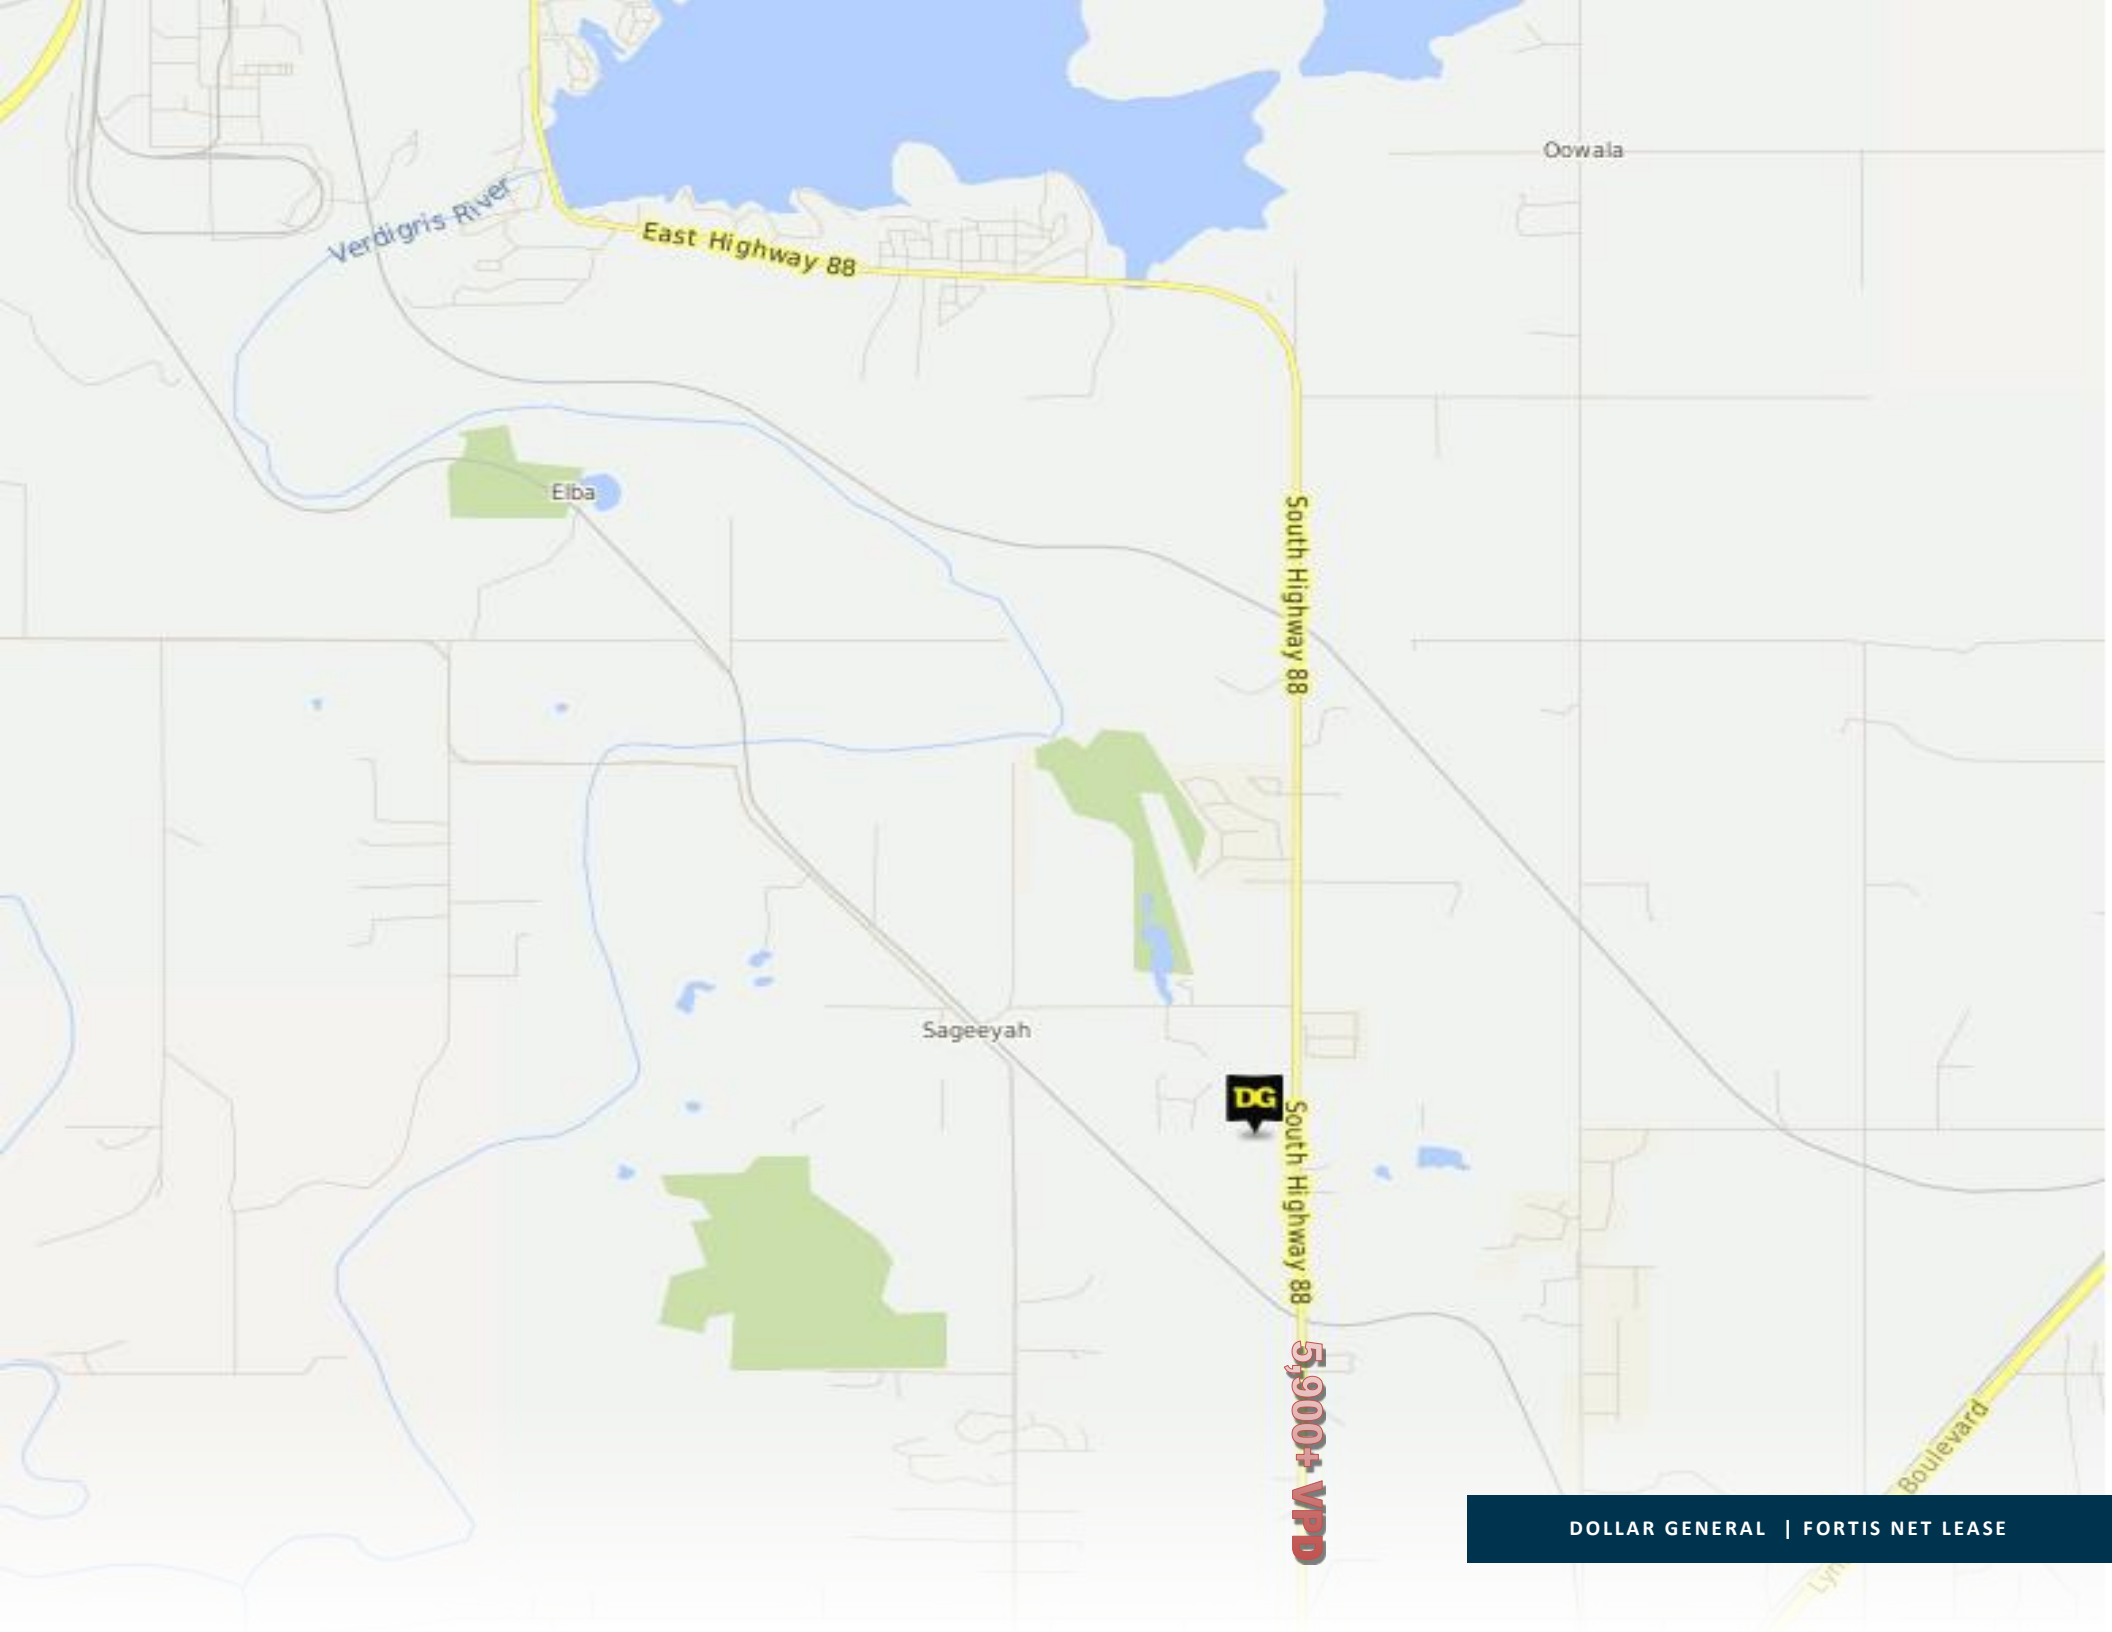 Oowala
Verdigris River
East Highway 88
Elba
South Highway 88
Sageeyah
DG
South Highway 88
5,900+ VPD
Boulevard
DOLLAR GENERAL | FORTIS NET LEASE